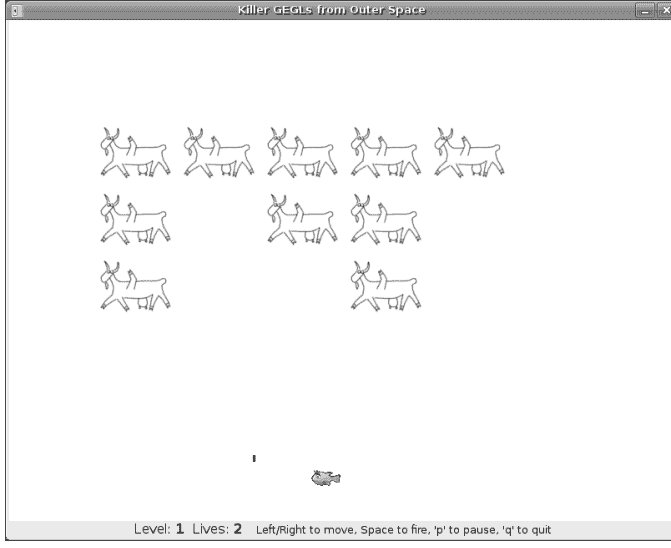 Killer GEGLs from Outer Space
Level: 1 Lives: 2 Left/Right to move, Space to fire, 'p' to pause, 'q' to quit